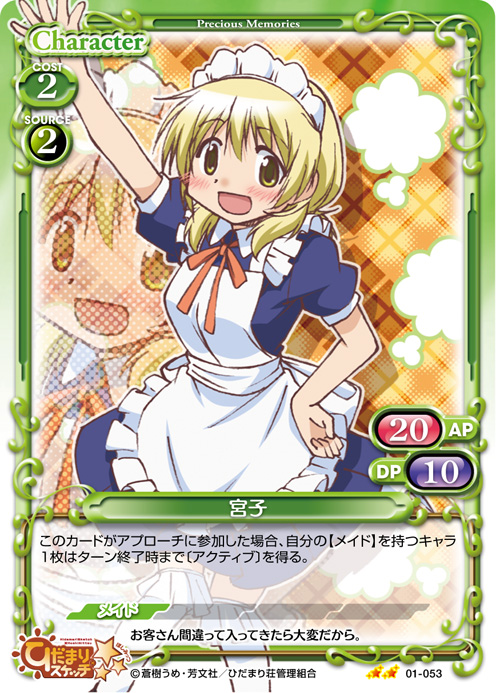 Precious Memories
Character
COST
2
SOURCE
2
20 AP
DP 10
宮子
このカードがアプローチに参加した場合、自分の【メイド】を持つキャラ
1枚はターン終了時まで〔アクティブ〕を得る。
メイド
お客さん間違って入ってきたら大変だから。
ひだまりスケッチ
©蒼樹うめ・芳文社/ひだまり荘管理組合
01-053